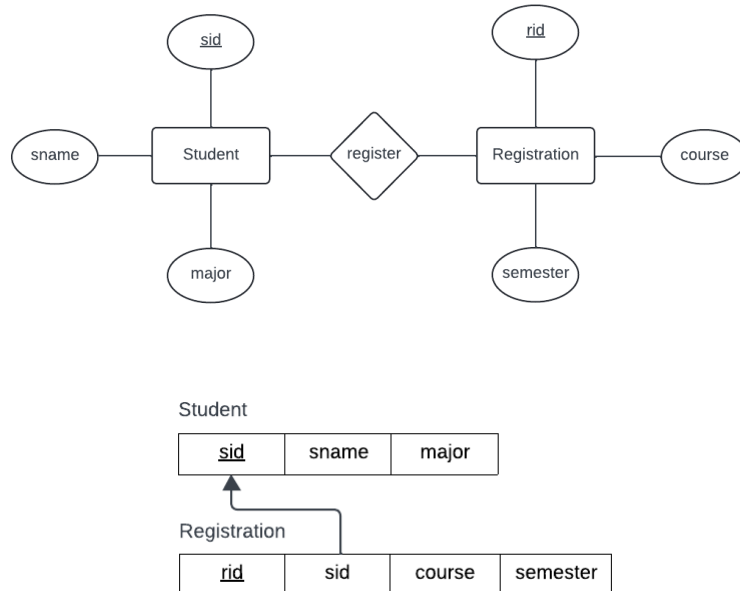 sid
rid
sname
Student
register
Registration
course
major
semester
Student
sid sname major
Registration
rid sid course semester